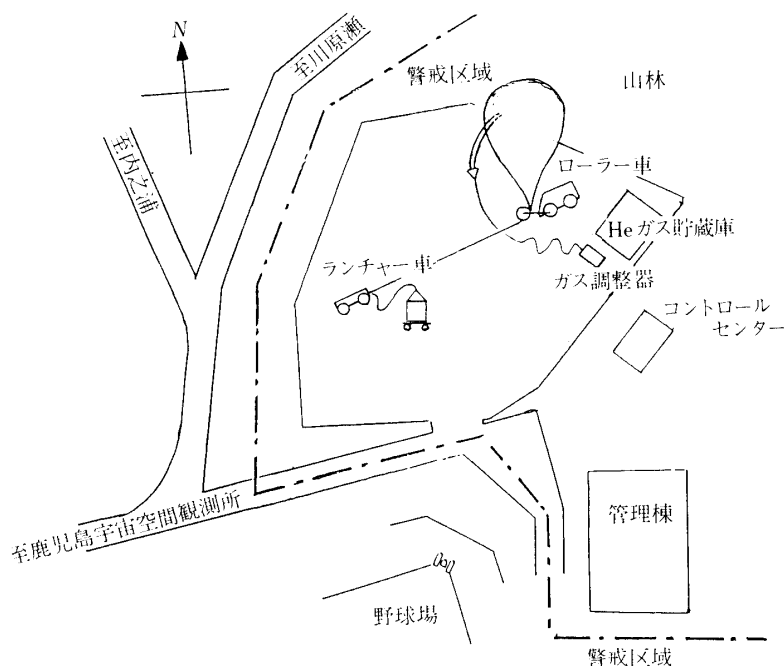 N
至川原瀬
警戒区域
山林
至内之浦
ローラー車
Heガス貯蔵庫
ランチャー車
ガス調整器
コントロール
センター
至鹿児島宇宙空間観測所
管理棟
野球場
警戒区域